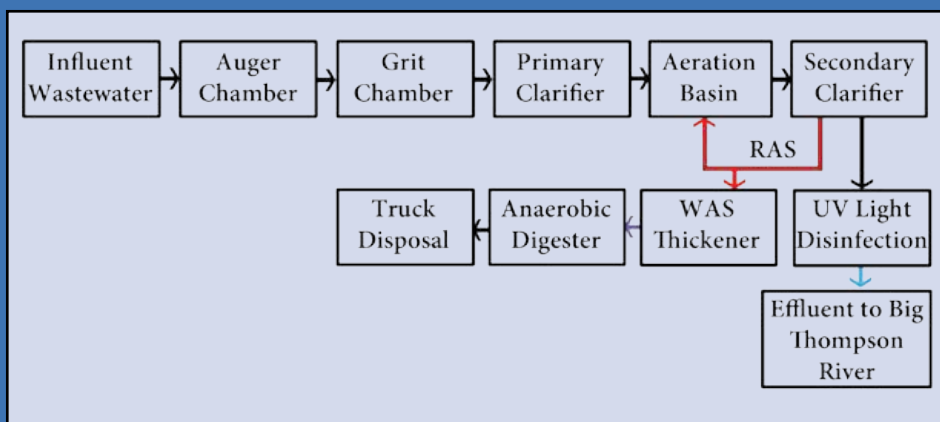 Influent
Wastewater
Auger
Chamber
Grit
Chamber
Primary
Clarifier
Aeration
Basin
Secondary
Clarifier
RAS
Truck
Disposal
Anaerobic
Digester
WAS
Thickener
UV Light
Disinfection
Effluent to Big
Thompson
River